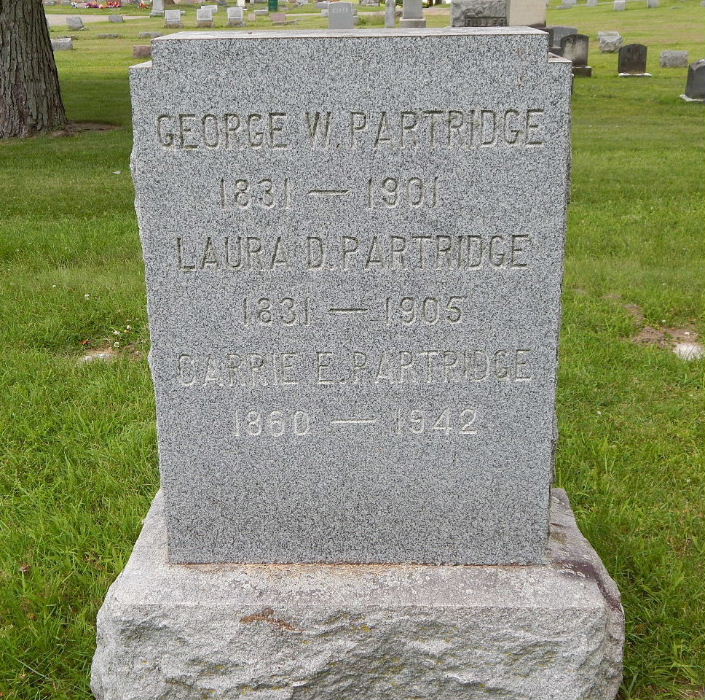 GEORGE W. PARTRIDGE
1831 — 1901
LAURA D. PARTRIDGE
1831 — 1905
CARRIE E. PARTRIDGE
1860 — 1942